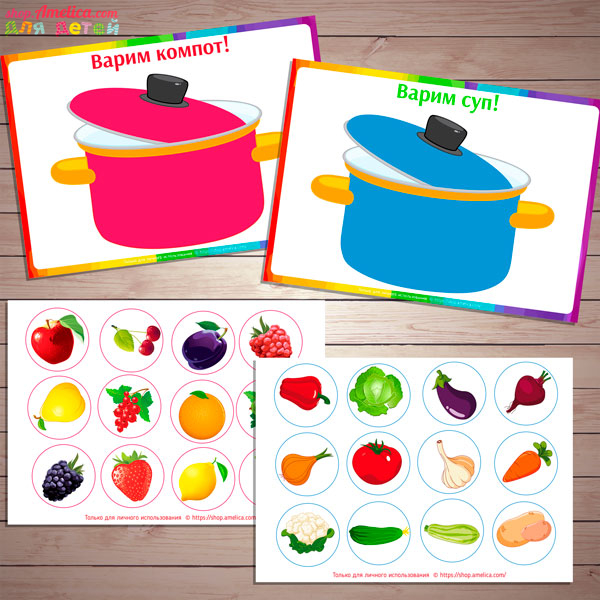 shop.Amelica.com
для детей
Варим компот!
Варим суп!
Только для личного использования © https://shop.amelica.com/
Только для личного использования © https://shop.amelica.com/